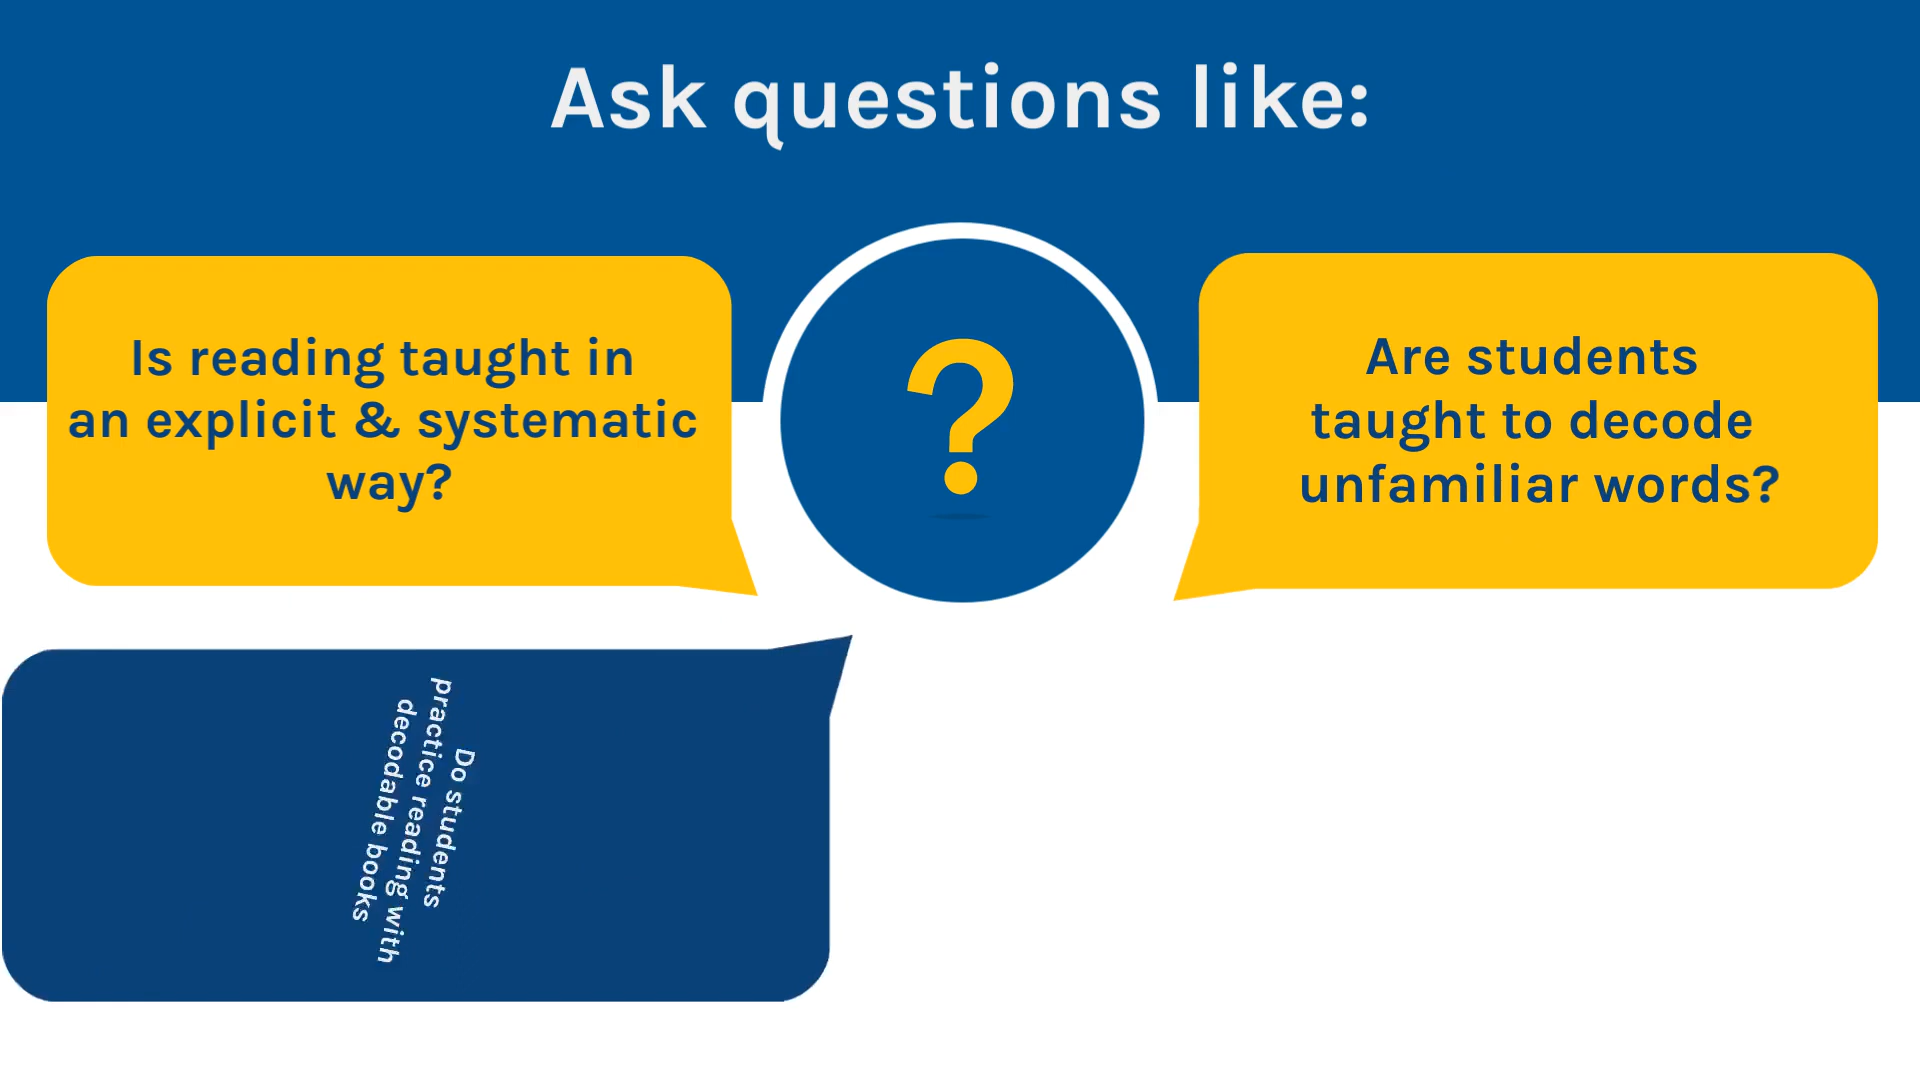 Ask questions like:
Is reading taught in
an explicit & systematic
way?
?
Are students
taught to decode
unfamiliar words?
Do students
practice reading with
decodable books